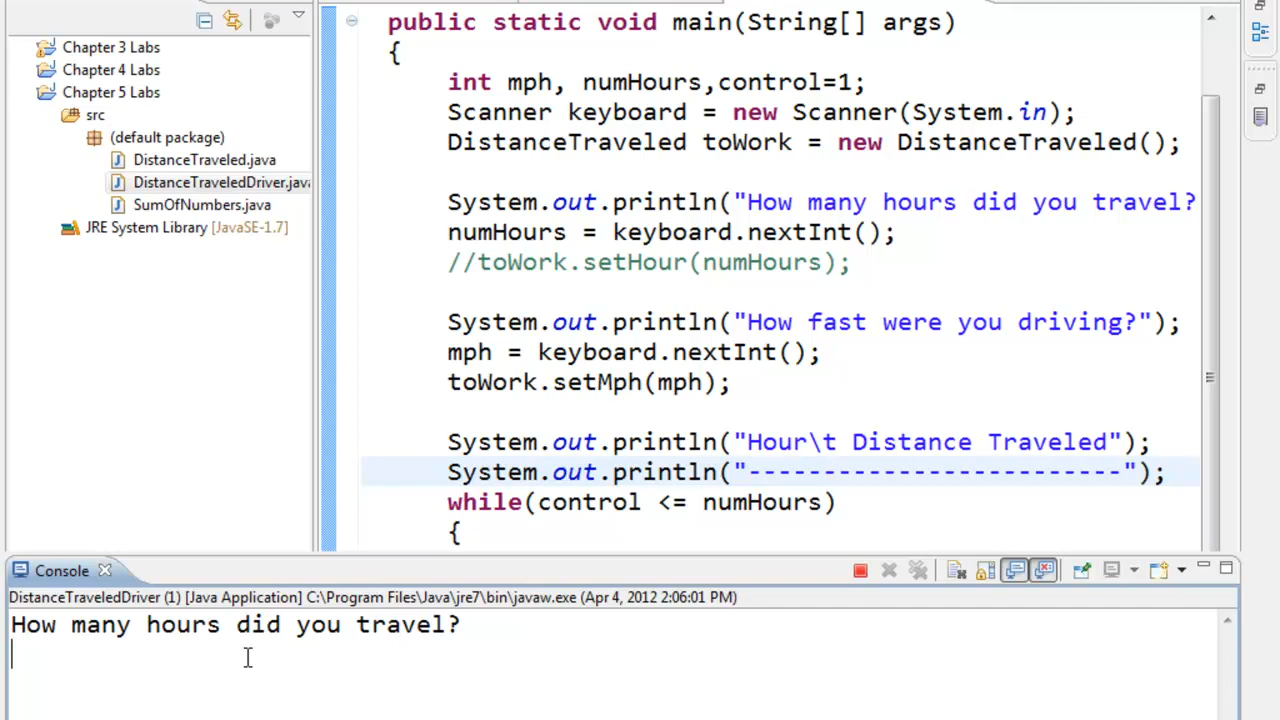 Chapter 3 Labs
Chapter 4 Labs
Chapter 5 Labs
src
(default package)
DistanceTraveled.java
DistanceTraveledDriver.java
SumOfNumbers.java
JRE System Library [JavaSE-1.7]
public static void main(String[] args)
{
int mph, numHours,control=1;
Scanner keyboard = new Scanner(System.in);
DistanceTraveled toWork = new DistanceTraveled();
System.out.println("How many hours did you travel?
numHours = keyboard.nextInt();
//toWork.setHour(numHours);
System.out.println("How fast were you driving?");
mph = keyboard.nextInt();
toWork.setMph(mph);
System.out.println("Hour\t Distance Traveled");
System.out.println("-------------------------");
while(control <= numHours)
{
Console
DistanceTraveledDriver (1) [Java Application] C:\Program Files\Java\jre7\bin\javaw.exe (Apr 4, 2012 2:06:01 PM)
How many hours did you travel?